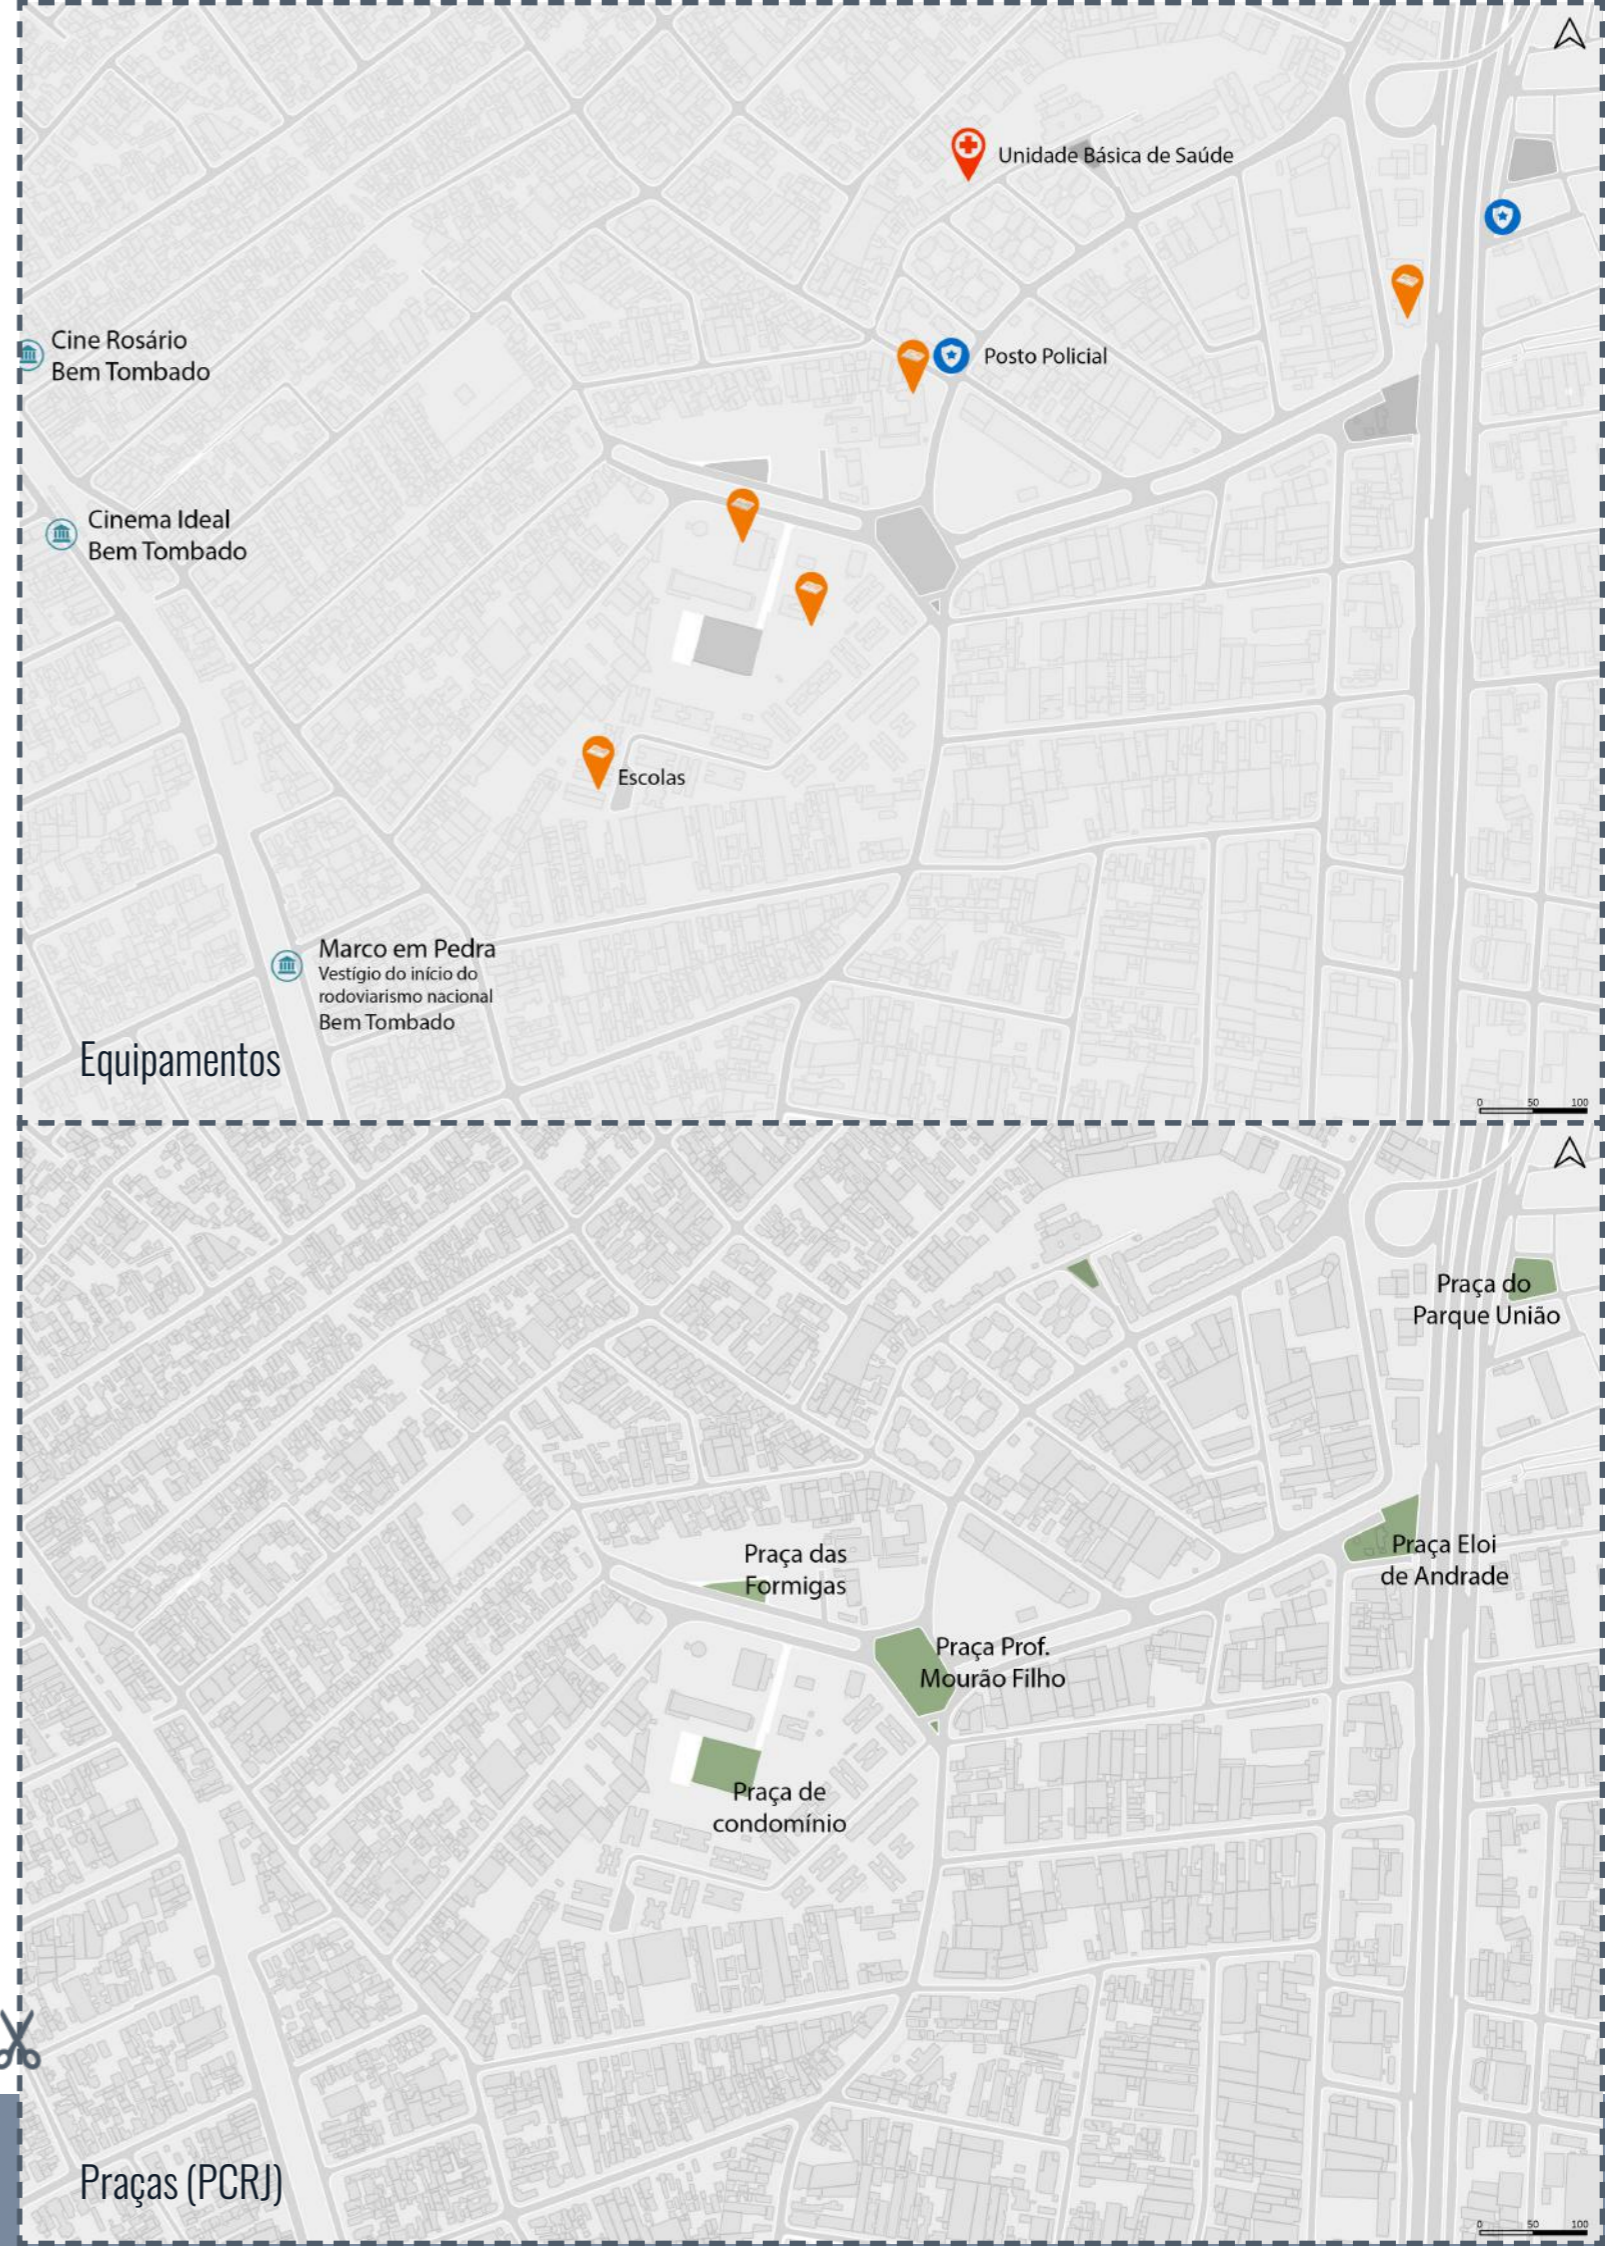 Unidade Básica de Saúde
Cine Rosário
Bem Tombado
Posto Policial
Cinema Ideal
Bem Tombado
Escolas
Marco em Pedra
Vestígio do início do
rodoviarismo nacional
Bem Tombado
Equipamentos
0 50 100
Praça do
Parque União
Praça das
Formigas
Praça Eloi
de Andrade
Praça Prof.
Mourão Filho
Praça de
condomínio
Praças (PCRJ)
0 50 100